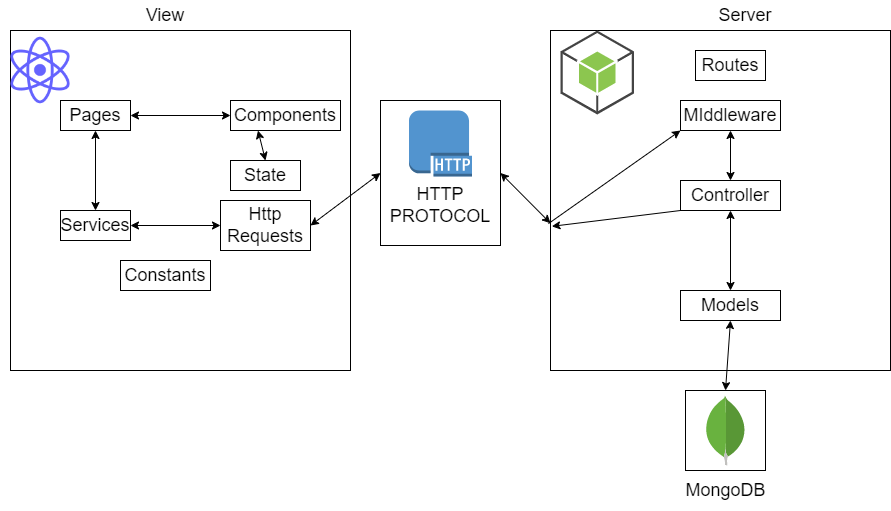 View
Server
Routes
Pages
Components
MIddleware
HTTP
State
HTTP
PROTOCOL
Controller
Services
Http
Requests
Constants
Models
MongoDB